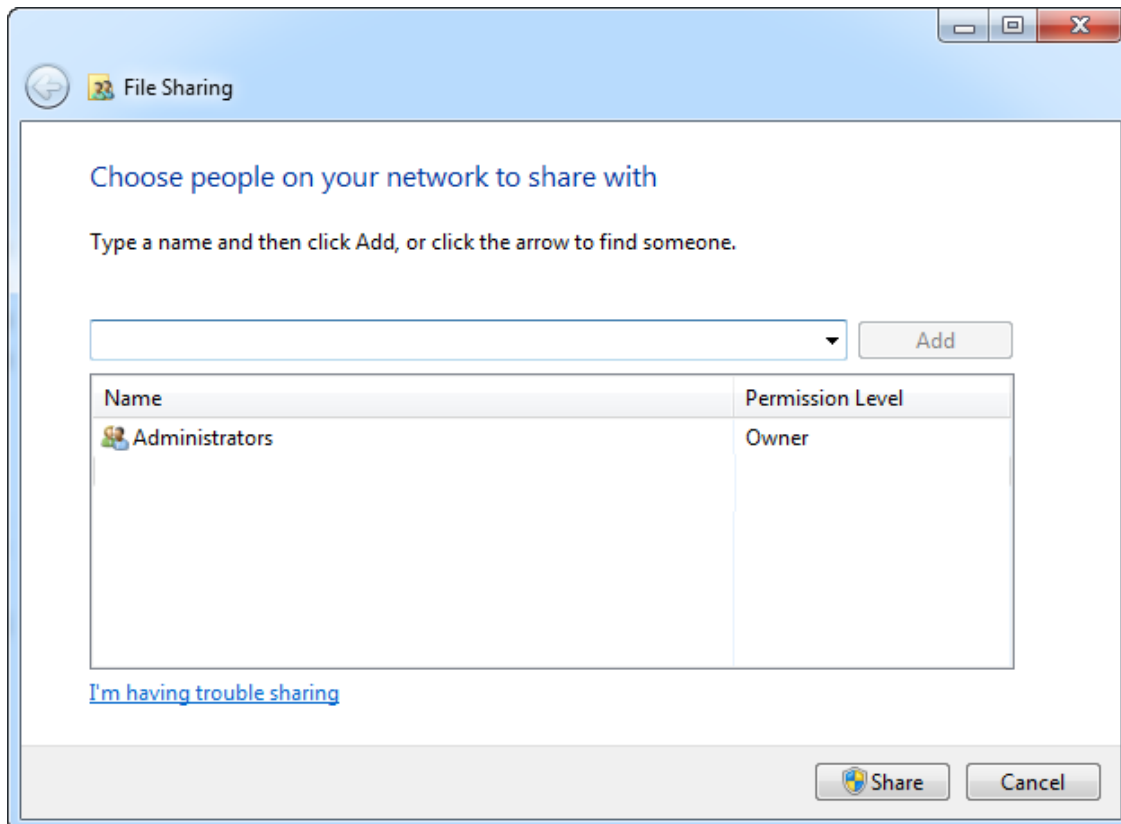 File Sharing
Choose people on your network to share with
Type a name and then click Add, or click the arrow to find someone.
Add
Name Permission Level
Administrators Owner
I'm having trouble sharing
Share Cancel